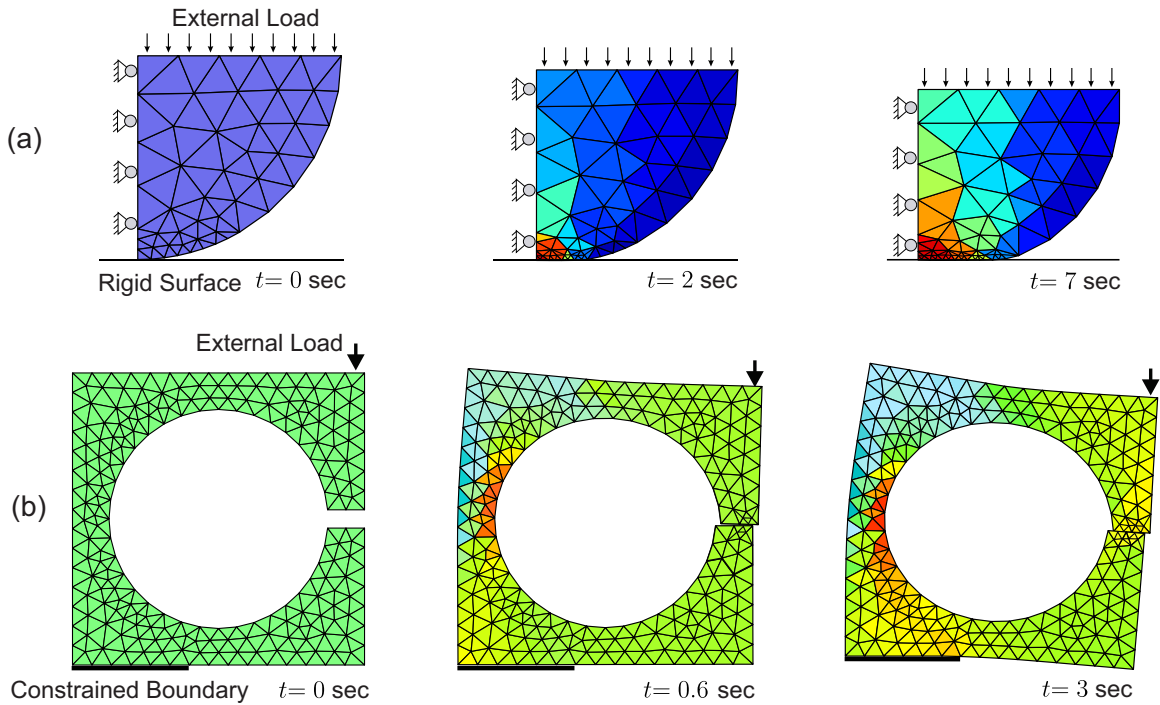 External Load
(a)
Rigid Surface t= 0 sec
t= 2 sec
t= 7 sec
External Load
(b)
Constrained Boundary t= 0 sec
t= 0.6 sec
t= 3 sec